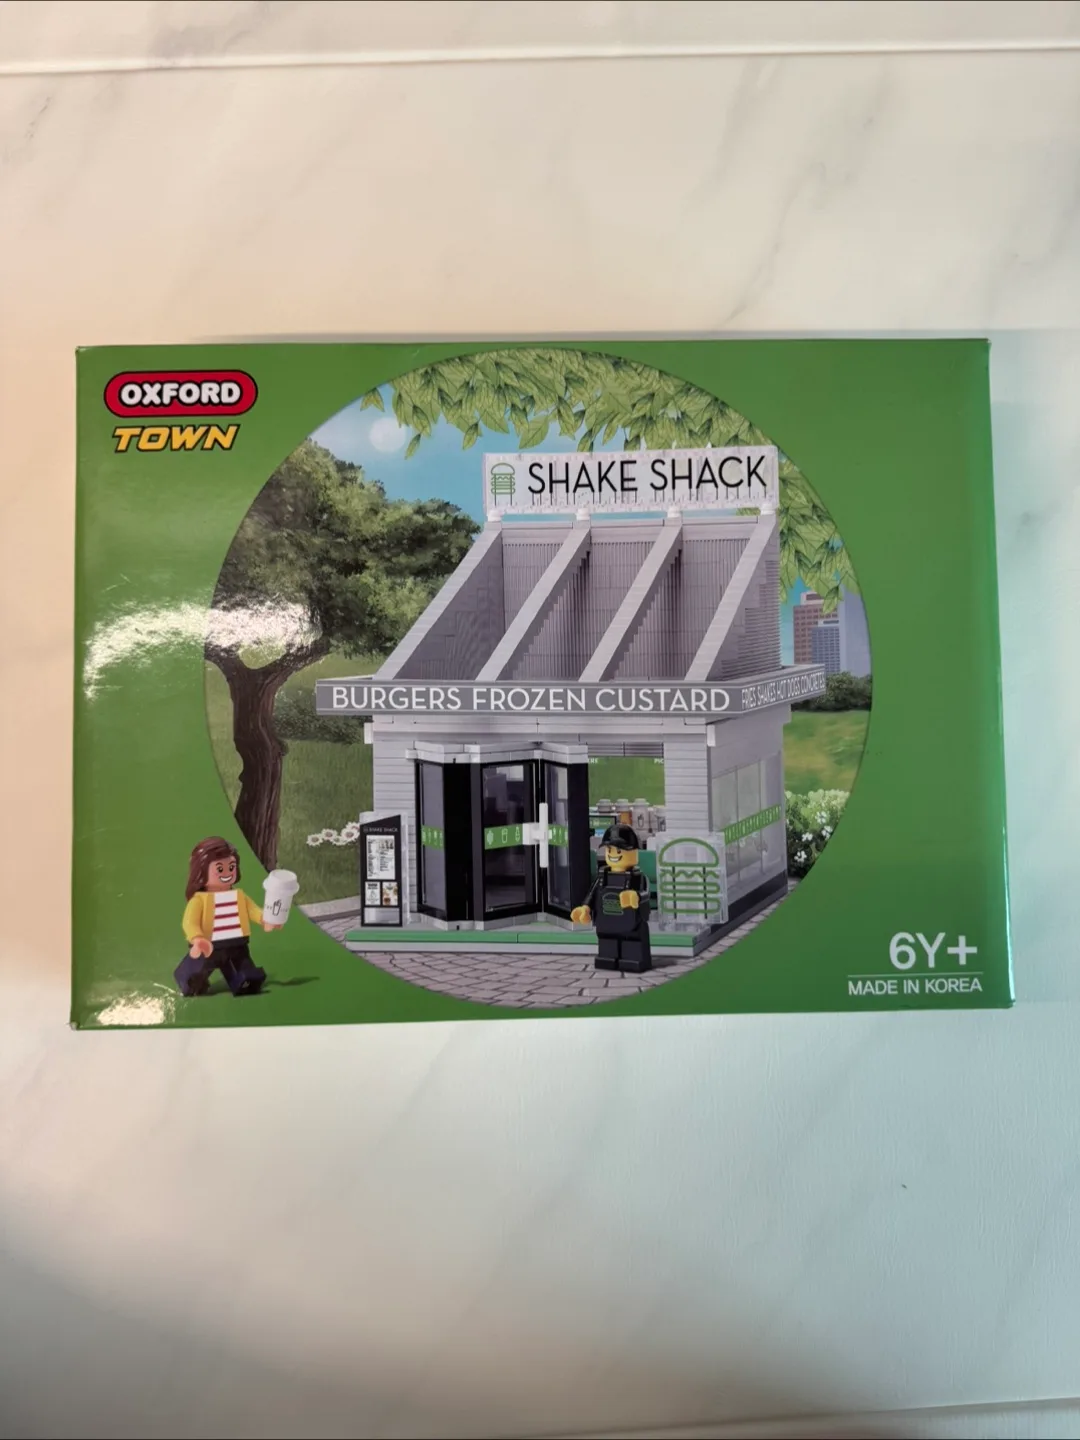 OXFORD
TOWN
SHAKE SHACK
BURGERS FROZEN CUSTARD
FRIES SHAKES HOT DOGS CONCRETES
SHAKE SHACK
6Y+
MADE IN KOREA